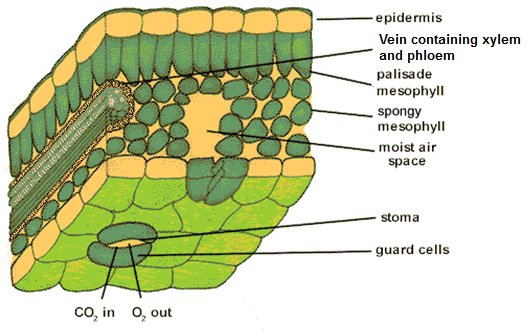 epidermis
Vein containing xylem
and phloem
palisade
mesophyll
spongy
mesophyll
moist air
space
stoma
guard cells
CO₂ in O₂ out